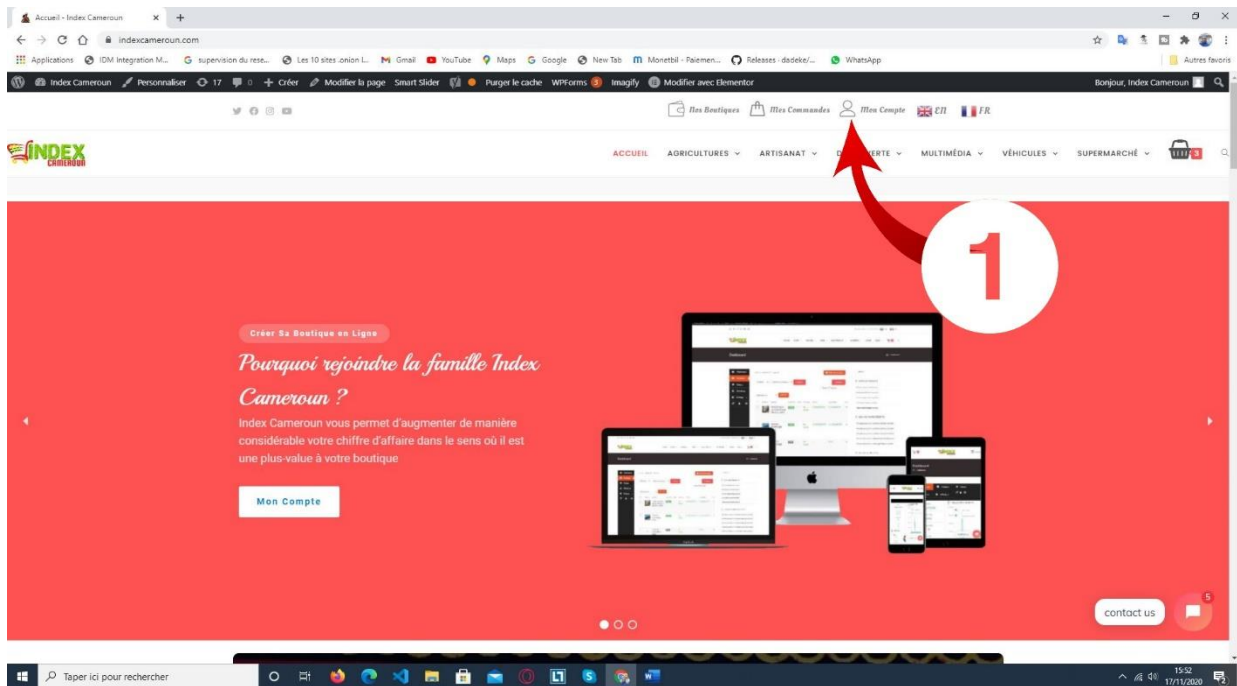 Accueil - Index Cameroun
indexcameroun.com
Applications IDM Integration M... supervision du rese... Les 10 sites .onion l... Gmail YouTube Maps Google New Tab Monetbil - Paiemen... Releases · dadeke/... WhatsApp Autres favoris
Index Cameroun Personnaliser 17 0 + Créer Modifier la page Smart Slider Purger le cache WPForms 3 Imagify Modifier avec Elementor Bonjour, Index Cameroun
Nos Boutiques Mes Commandes Mon Compte EN FR
INDEX
CAMEROUN
ACCUEIL AGRICULTURES ARTISANAT D VERTE MULTIMÉDIA VÉHICULES SUPERMARCHÉ 3
1
Créer Sa Boutique en Ligne
Pourquoi rejoindre la famille Index
Cameroun ?
Index Cameroun vous permet d'augmenter de manière
considérable votre chiffre d'affaire dans le sens où il est
une plus-value à votre boutique
Mon Compte
5
contact us
Taper ici pour rechercher
15:52
17/11/2020
2